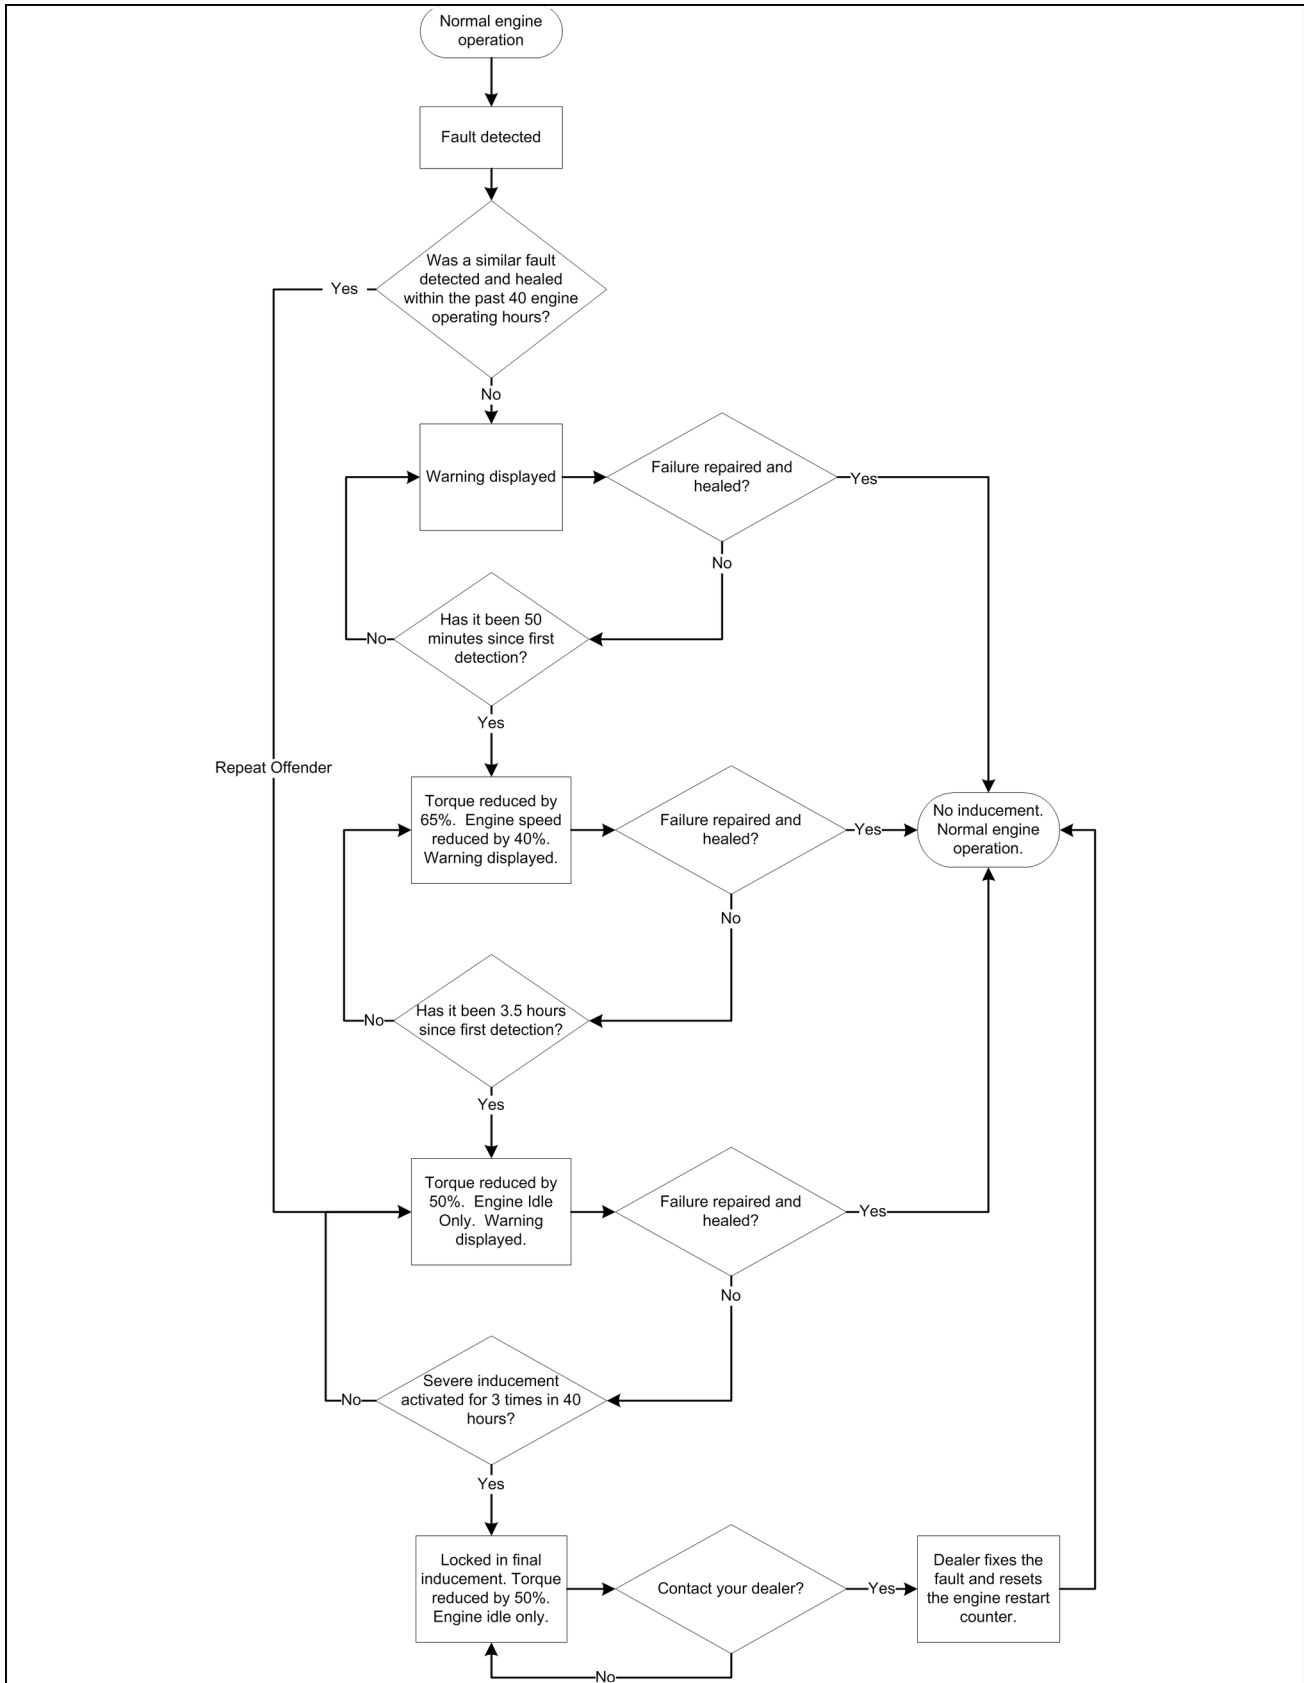 Normal engine
operation
Fault detected
Was a similar fault
detected and healed
within the past 40 engine
operating hours?
Yes
No
Warning displayed
Failure repaired and
healed?
Yes
No
Has it been 50
minutes since first
detection?
No
Yes
Repeat Offender
Torque reduced by
65%. Engine speed
reduced by 40%.
Warning displayed.
Failure repaired and
healed?
Yes
No inducement.
Normal engine
operation.
No
Has it been 3.5 hours
since first detection?
No
Yes
Torque reduced by
50%. Engine Idle
Only. Warning
displayed.
Failure repaired and
healed?
Yes
No
Severe inducement
activated for 3 times in 40
hours?
No
Yes
Locked in final
inducement. Torque
reduced by 50%.
Engine idle only.
Contact your dealer?
Yes
Dealer fixes the
fault and resets
the engine restart
counter.
No